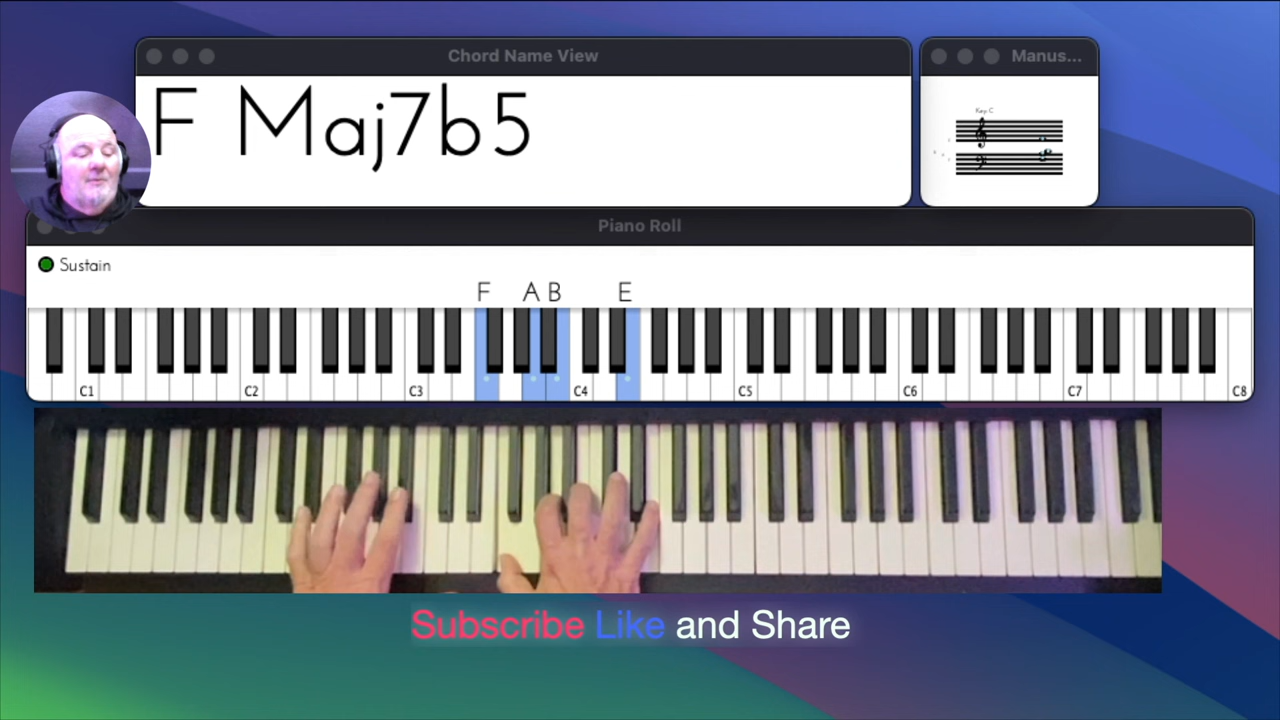 Chord Name View
Manus...
F Maj7b5
Key C
Piano Roll
Sustain
F A B E
C1 C2 C3 C4 C5 C6 C7 C8
Subscribe Like and Share